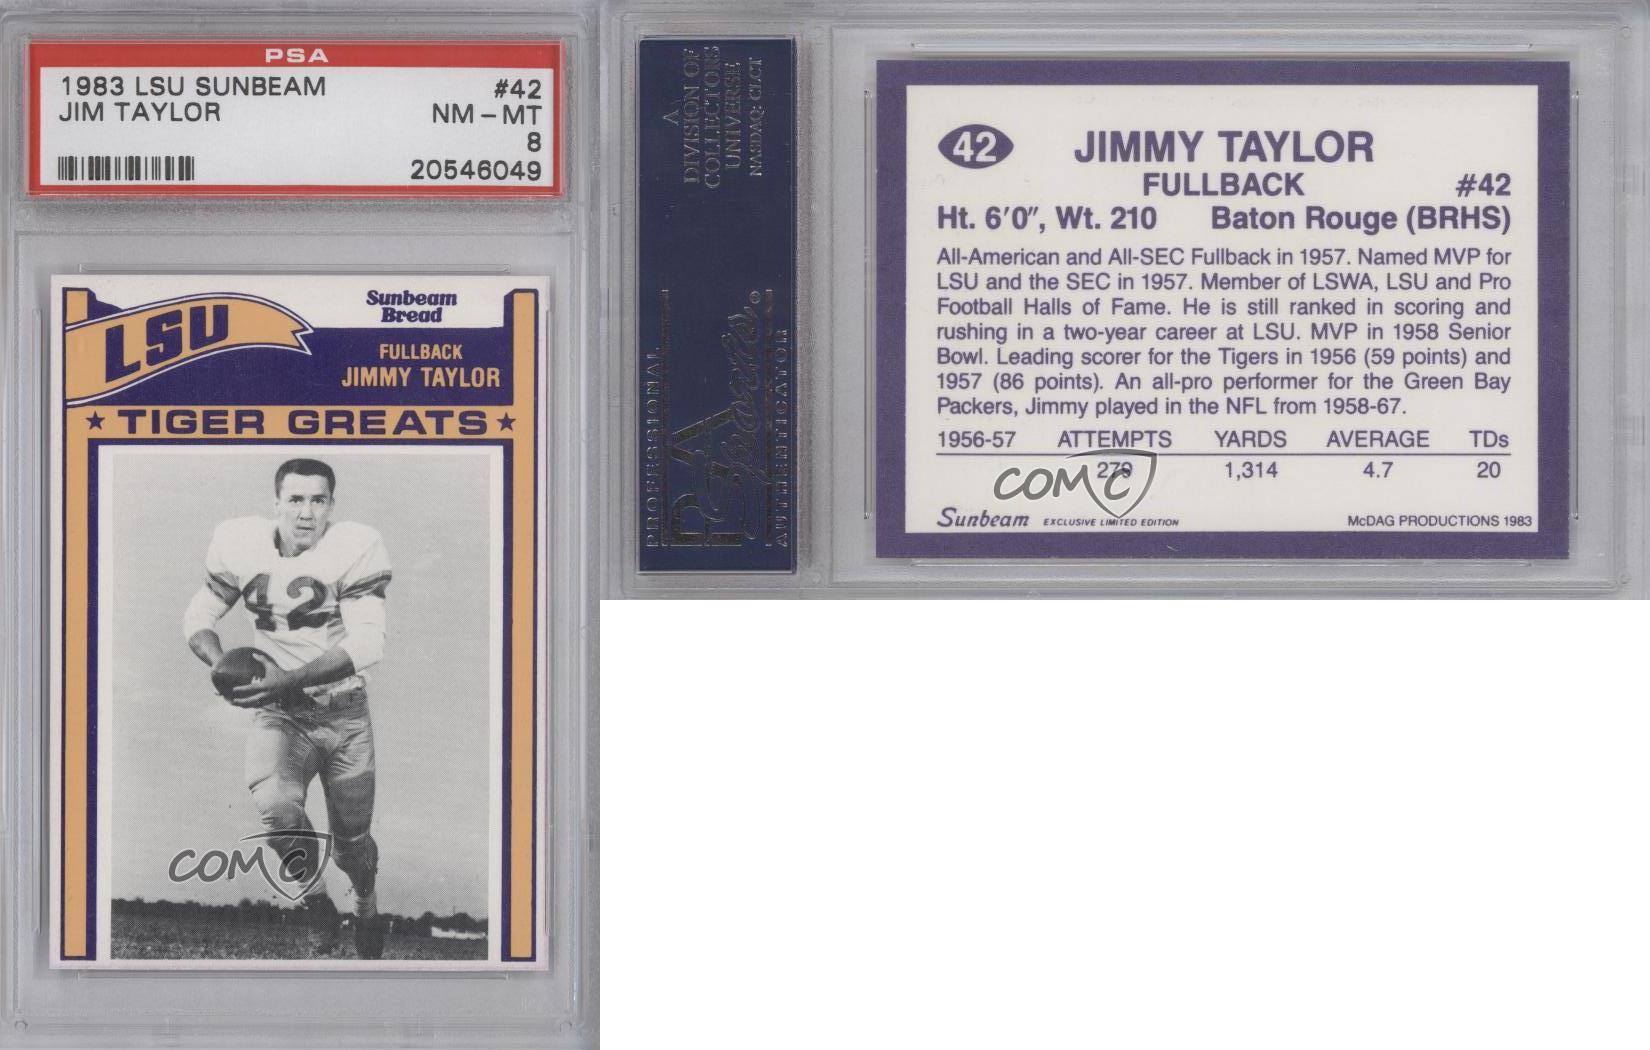 PSA
1983 LSU SUNBEAM #42
JIM TAYLOR NM - MT
8
20546049
LSU
Sunbeam
Bread
FULLBACK
JIMMY TAYLOR
★ TIGER GREATS ★
42
COMC
A
DIVISION OF
COLLECTORS
UNIVERSE
NASDAQ: CLCT
PROFESSIONAL
PSA
Sports
AUTHENTICATOR
42 JIMMY TAYLOR
FULLBACK #42
Ht. 6'0", Wt. 210 Baton Rouge (BRHS)
All-American and All-SEC Fullback in 1957. Named MVP for
LSU and the SEC in 1957. Member of LSWA, LSU and Pro
Football Halls of Fame. He is still ranked in scoring and
rushing in a two-year career at LSU. MVP in 1958 Senior
Bowl. Leading scorer for the Tigers in 1956 (59 points) and
1957 (86 points). An all-pro performer for the Green Bay
Packers, Jimmy played in the NFL from 1958-67.
1956-57 ATTEMPTS YARDS AVERAGE TDs
279 1,314 4.7 20
COMC
Sunbeam EXCLUSIVE LIMITED EDITION McDAG PRODUCTIONS 1983